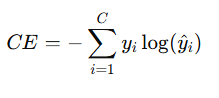 CE = − \sum_{i=1}^{C} y_i \log(\hat{y}_i)